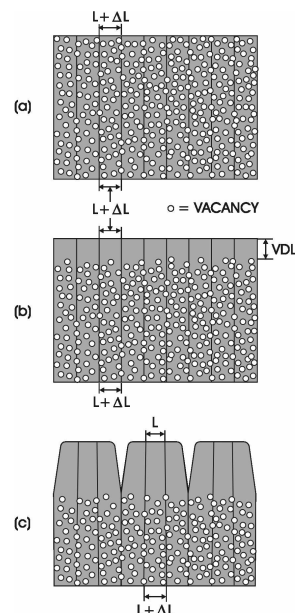 L+ΔL
(a)
L+ΔL
o = VACANCY
VDL
(b)
L+ΔL
L
(c)
L+ΔL